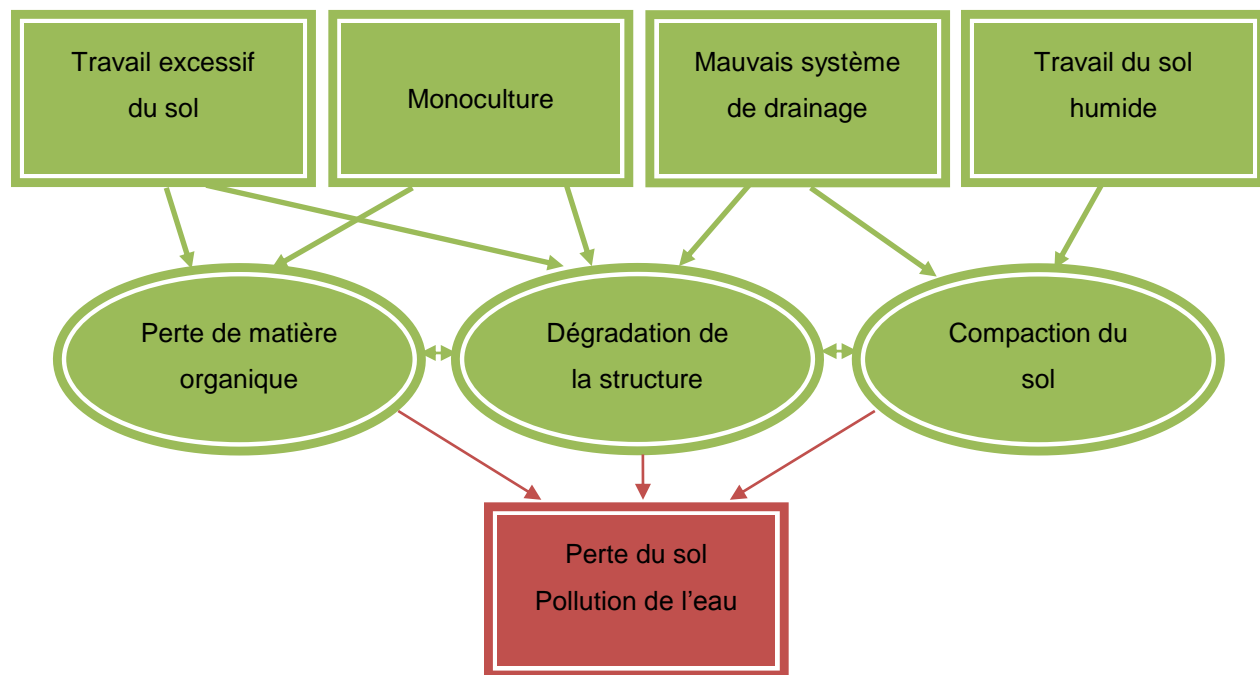 Travail excessif
du sol
Monoculture
Mauvais système
de drainage
Travail du sol
humide
Perte de matière
organique
Dégradation de
la structure
Compaction du
sol
Perte du sol
Pollution de l’eau